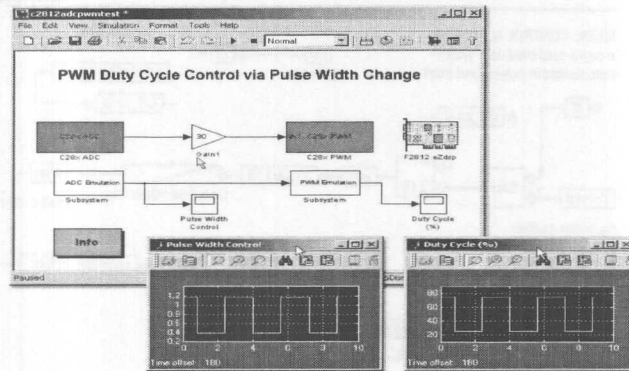 c2812adcpwmtest *
File Edit View Simulation Format Tools Help
Normal
PWM Duty Cycle Control via Pulse Width Change
C28x ADC
30
Gain1
C28x PWM
F2812 eZdsp
ADC Emulation
Subsystem
PWM Emulation
Subsystem
Pulse Width
Control
Duty Cycle
(%)
Info
Paused
Pulse Width Control
1.2
1
0.8
0.6
0.4
0.2
0 2 4 6 8 10
Time offset: 180
Duty Cycle (%)
80
60
40
20
0 2 4 6 8 10
Time offset: 180